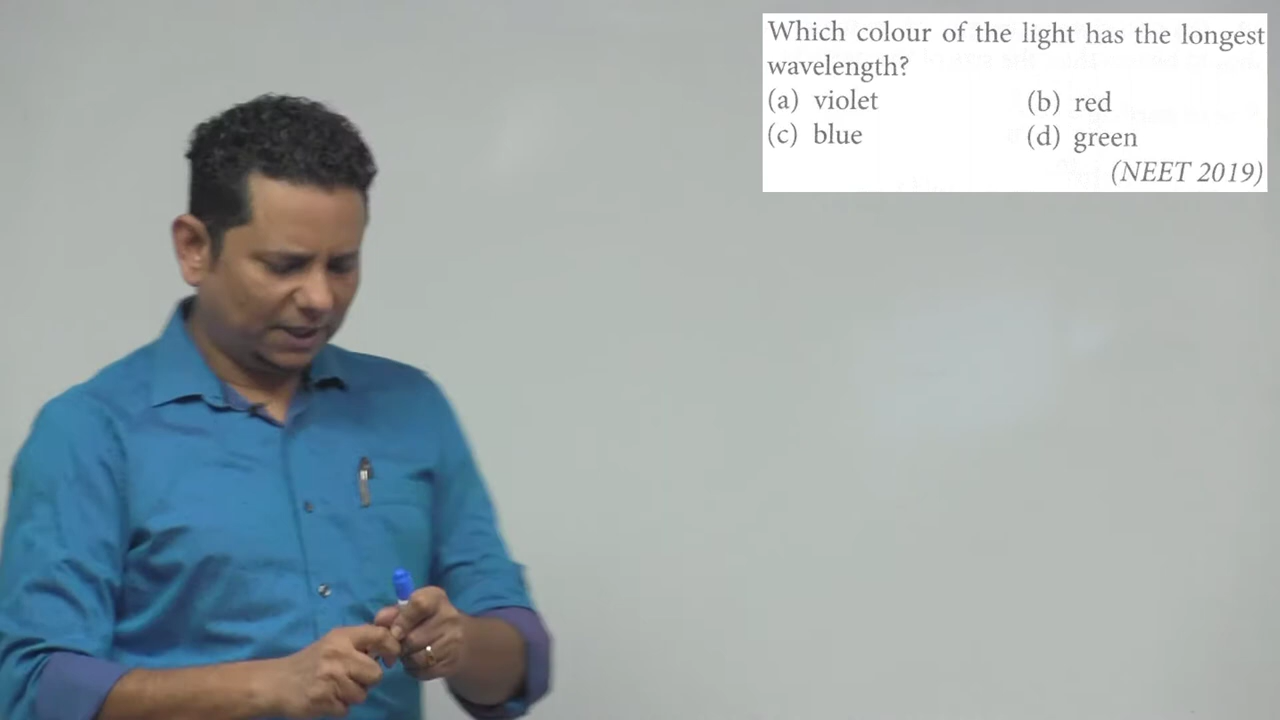 Which colour of the light has the longest
wavelength?
(a) violet (b) red
(c) blue (d) green
(NEET 2019)